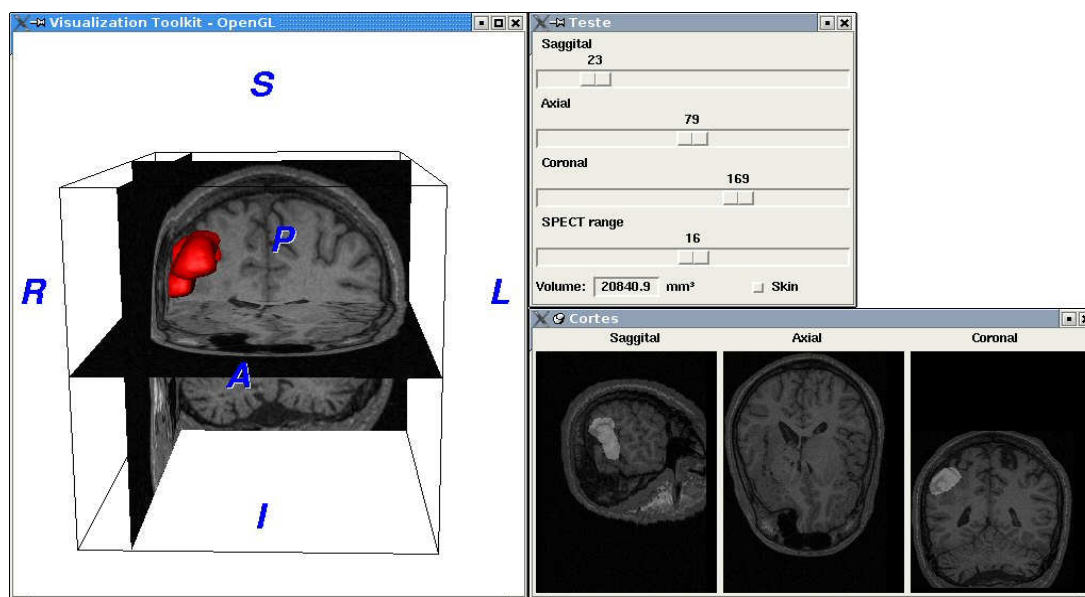 Visualization Toolkit - OpenGL
S
P
R
L
A
I
Teste
Saggital
23
Axial
79
Coronal
169
SPECT range
16
Volume: 20840.9 mm³ Skin
Cortes
Saggital Axial Coronal